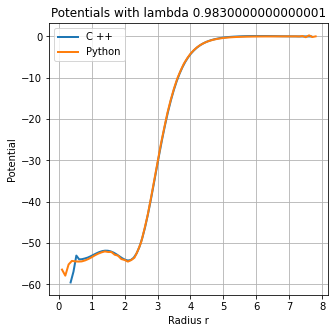 Potentials with lambda 0.9830000000000001
C ++
Python
0
−10
−20
−30
−40
−50
−60
Potential
0 1 2 3 4 5 6 7 8
Radius r